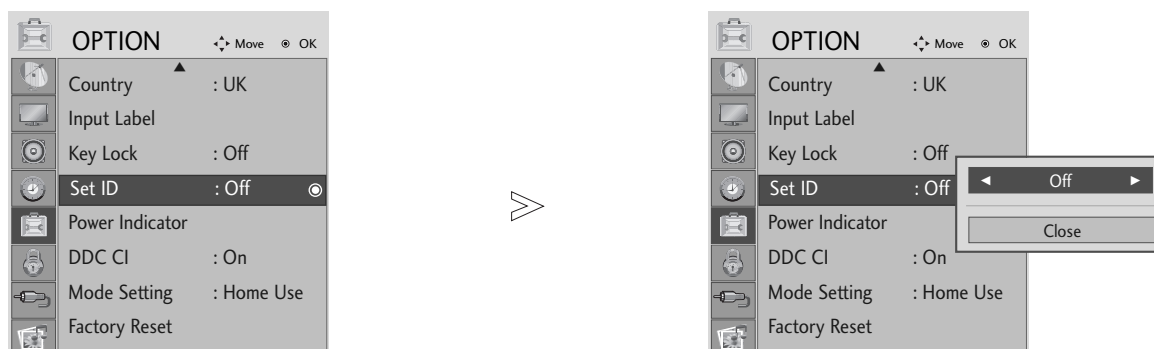 OPTION Move OK
Country : UK
Input Label
Key Lock : Off
Set ID : Off
Power Indicator
DDC CI : On
Mode Setting : Home Use
Factory Reset
OPTION Move OK
Country : UK
Input Label
Key Lock : Off
Set ID : Off
Power Indicator
DDC CI : On
Mode Setting : Home Use
Factory Reset
Off
Close